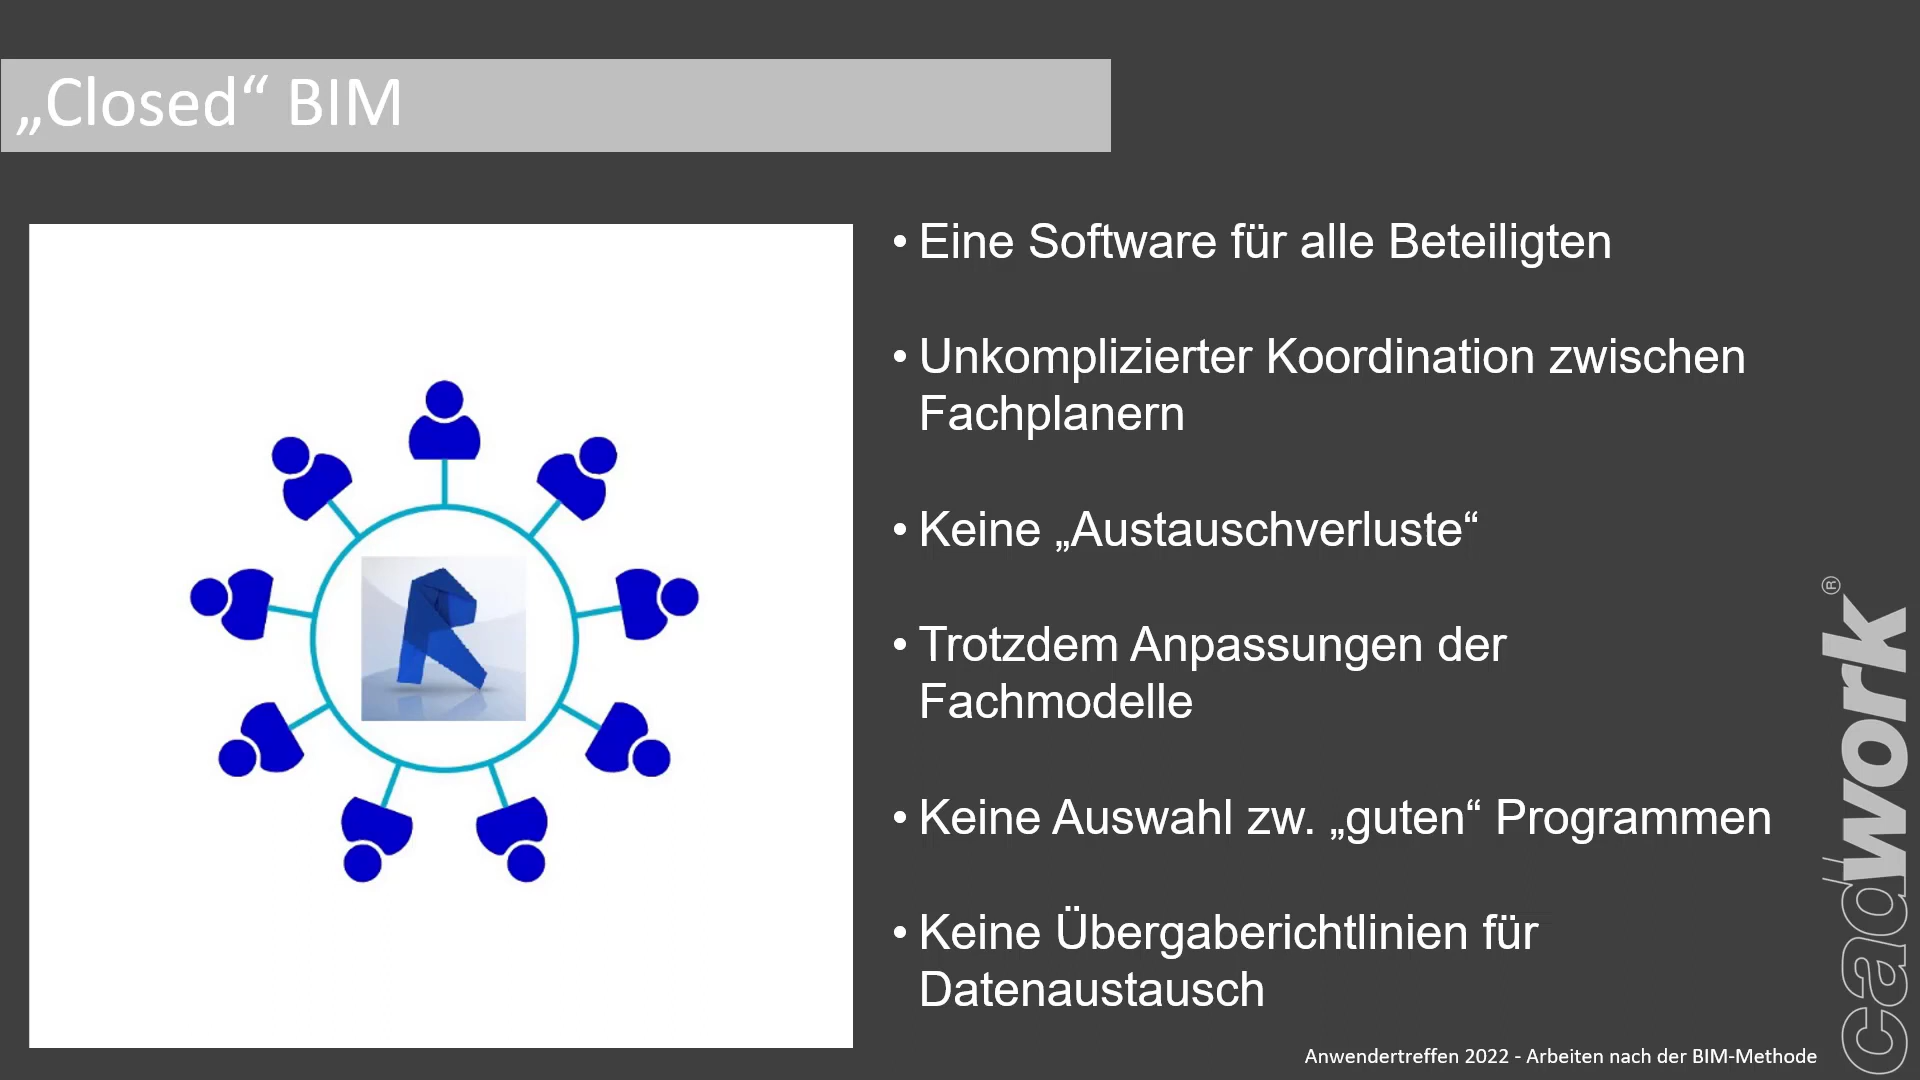 „Closed“ BIM
• Eine Software für alle Beteiligten
• Unkomplizierter Koordination zwischen
Fachplanern
• Keine „Austauschverluste“
• Trotzdem Anpassungen der
Fachmodelle
• Keine Auswahl zw. „guten“ Programmen
• Keine Übergaberichtlinien für
Datenaustausch
cadwork®
Anwendertreffen 2022 - Arbeiten nach der BIM-Methode